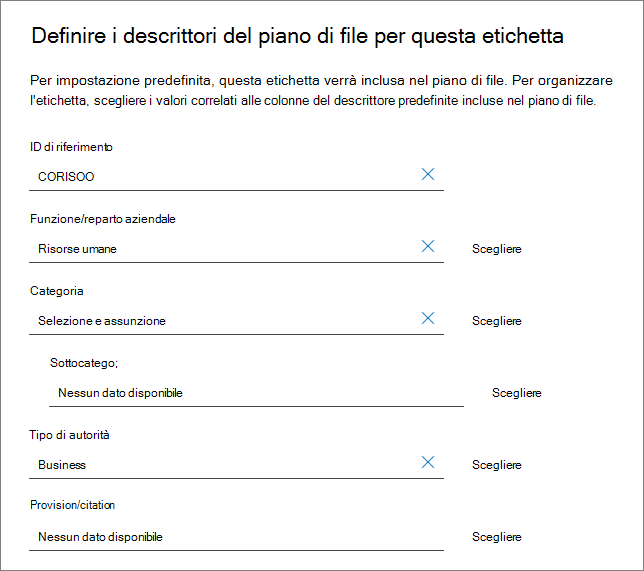 Definire i descrittori del piano di file per questa etichetta
Per impostazione predefinita, questa etichetta verrà inclusa nel piano di file. Per organizzare
l'etichetta, scegliere i valori correlati alle colonne del descrittore predefinite incluse nel piano di file.
ID di riferimento
CORISOO
Funzione/reparto aziendale
Risorse umane Scegliere
Categoria
Selezione e assunzione Scegliere
Sottocatego;
Nessun dato disponibile Scegliere
Tipo di autorità
Business Scegliere
Provision/citation
Nessun dato disponibile Scegliere